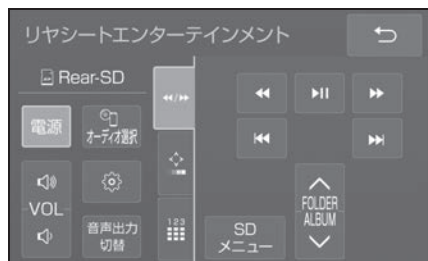 リヤシートエンターテインメント
Rear-SD
電源
オーディオ選択
VOL
音声出力
切替
123
SD
メニュー
FOLDER
ALBUM